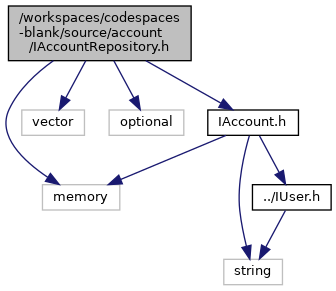 /workspaces/codespaces
-blank/source/account
/IAccountRepository.h
vector
optional
IAccount.h
memory
../IUser.h
string